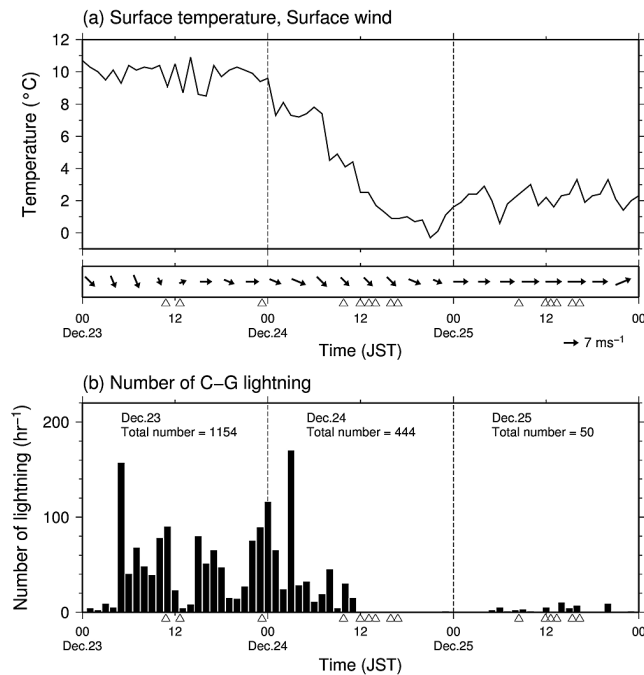 (a) Surface temperature, Surface wind
Temperature (°C)
12
10
8
6
4
2
0
00 12 00 12 00 12 00
Dec.23 Dec.24 Dec.25
Time (JST)
7 ms⁻¹
(b) Number of C−G lightning
Number of lightning (hr⁻¹)
200
100
0
Dec.23 Dec.24 Dec.25
Total number = 1154 Total number = 444 Total number = 50
00 12 00 12 00 12 00
Dec.23 Dec.24 Dec.25
Time (JST)